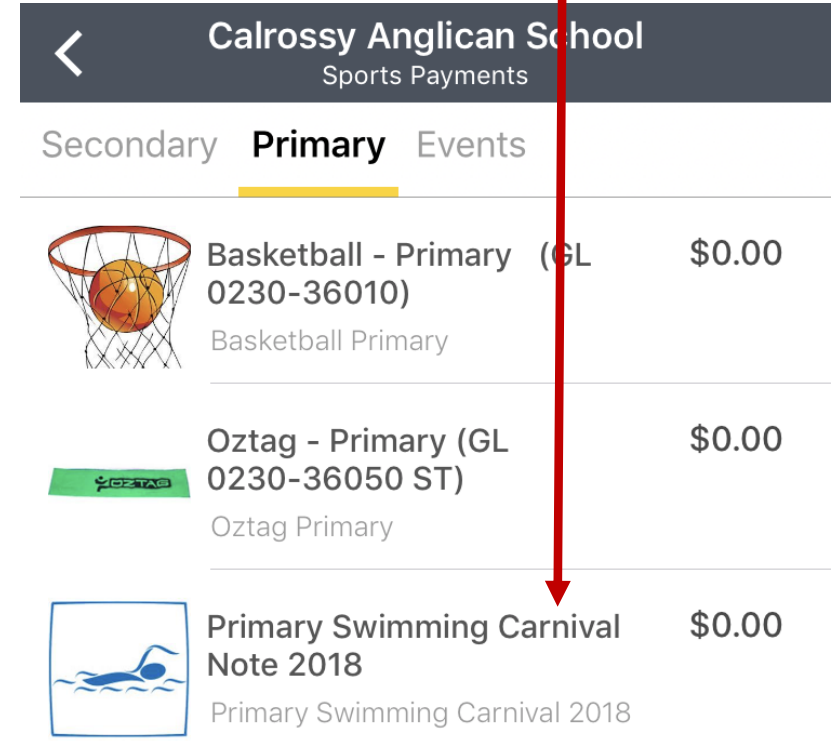 Calrossy Anglican School
Sports Payments
Secondary Primary Events
Basketball - Primary (GL $0.00
0230-36010)
Basketball Primary
Oztag - Primary (GL $0.00
0230-36050 ST)
OZTAG
Oztag Primary
Primary Swimming Carnival $0.00
Note 2018
Primary Swimming Carnival 2018